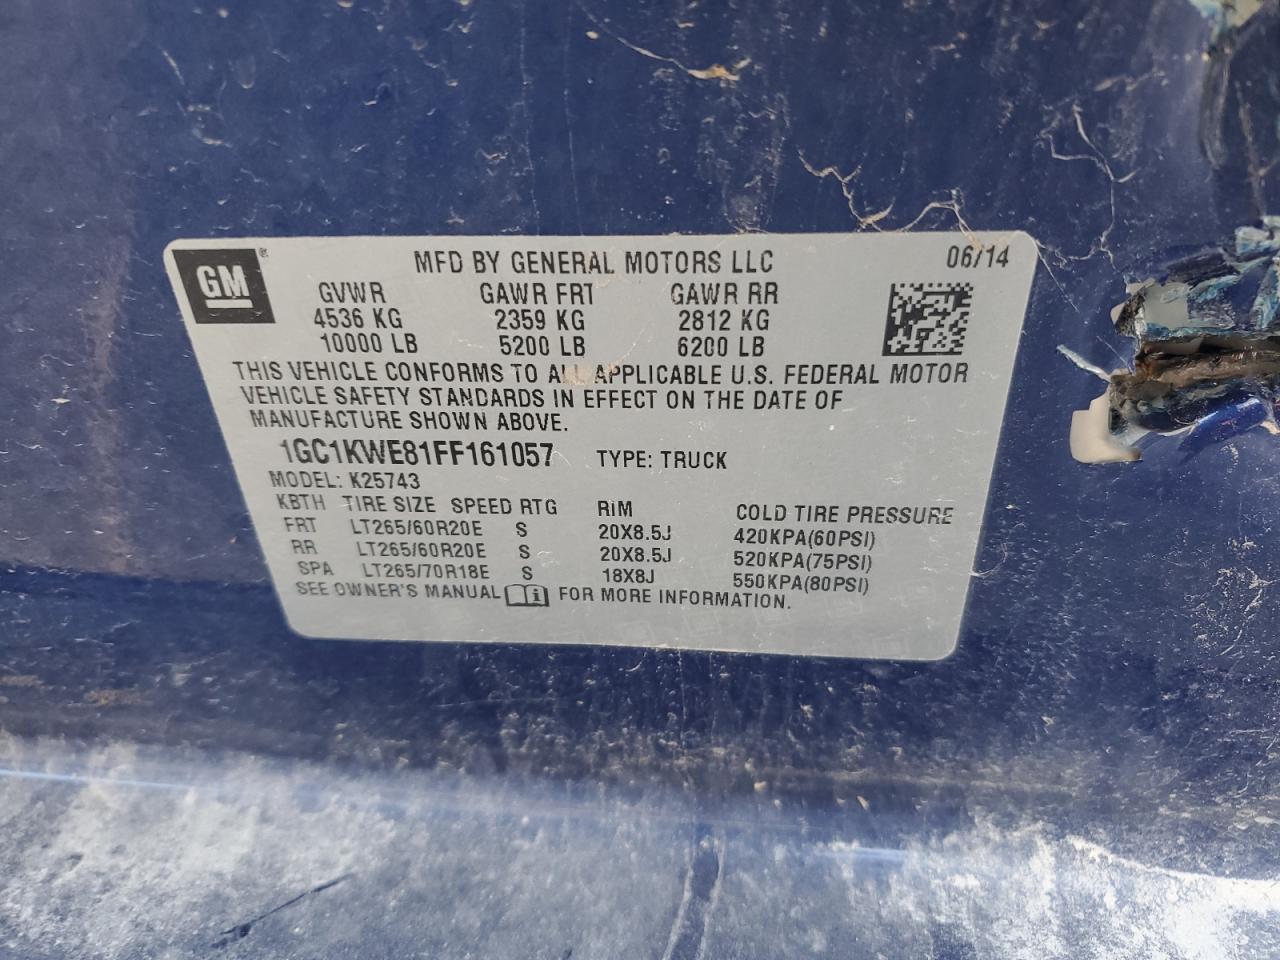 GM
MFD BY GENERAL MOTORS LLC 06/14
GVWR GAWR FRT GAWR RR
4536 KG 2359 KG 2812 KG
10000 LB 5200 LB 6200 LB
THIS VEHICLE CONFORMS TO ALL APPLICABLE U.S. FEDERAL MOTOR
VEHICLE SAFETY STANDARDS IN EFFECT ON THE DATE OF
MANUFACTURE SHOWN ABOVE.
1GC1KWE81FF161057 TYPE: TRUCK
MODEL: K25743
KBTH TIRE SIZE SPEED RTG RIM COLD TIRE PRESSURE
FRT LT265/60R20E S 20X8.5J 420KPA(60PSI)
RR LT265/60R20E S 20X8.5J 520KPA(75PSI)
SPA LT265/70R18E S 18X8J 550KPA(80PSI)
SEE OWNER'S MANUAL FOR MORE INFORMATION.